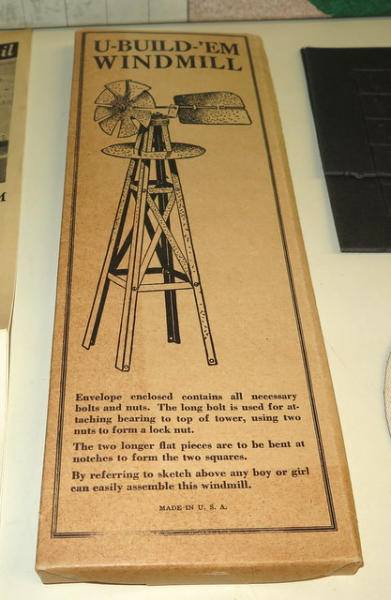 U-BUILD-'EM
WINDMILL
Envelope enclosed contains all necessary
bolts and nuts. The long bolt is used for at-
taching bearing to top of tower, using two
nuts to form a lock nut.
The two longer flat pieces are to be bent at
notches to form the two squares.
By referring to sketch above any boy or girl
can easily assemble this windmill.
MADE IN U. S. A.